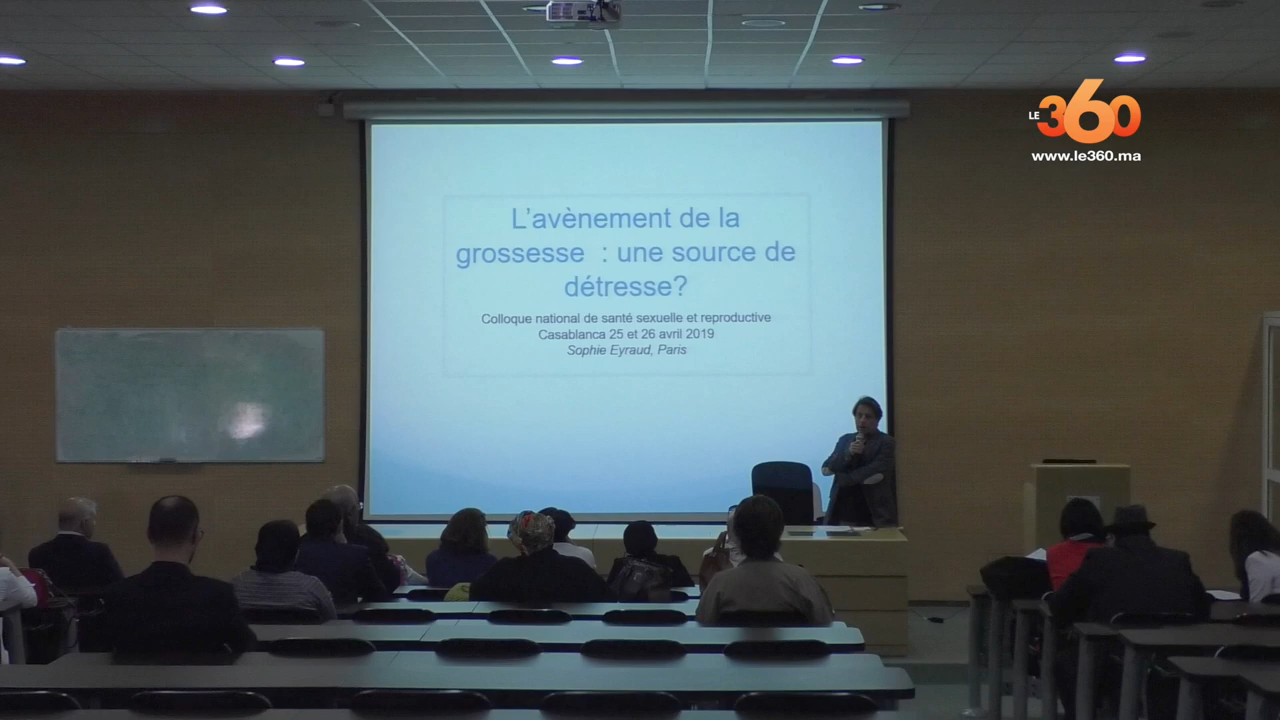 LE 360
www.le360.ma
L'avènement de la
grossesse : une source de
détresse?
Colloque national de santé sexuelle et reproductive
Casablanca 25 et 26 avril 2019
Sophie Eyraud, Paris